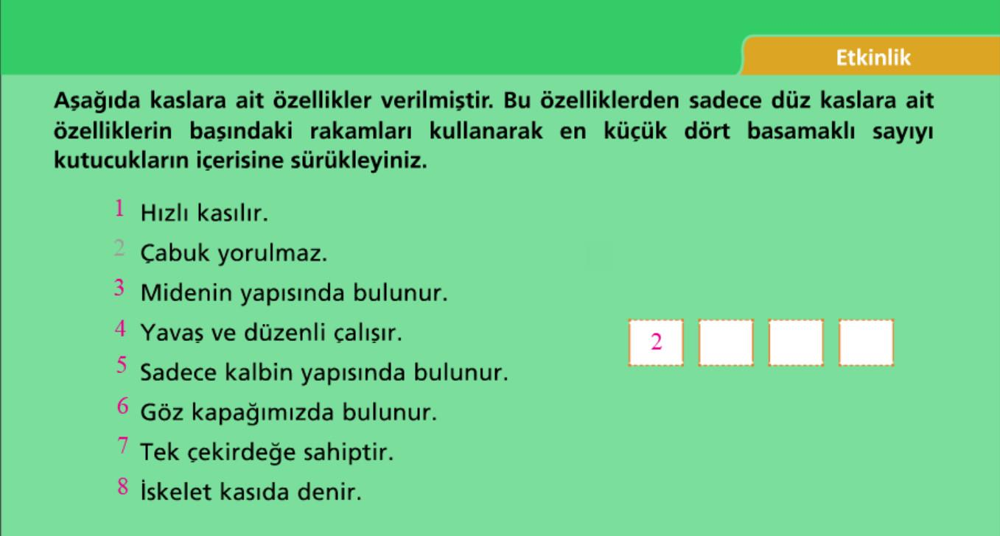 Etkinlik
Aşağıda kaslara ait özellikler verilmiştir. Bu özelliklerden sadece düz kaslara ait
özelliklerin başındaki rakamları kullanarak en küçük dört basamaklı sayıyı
kutucukların içerisine sürükleyiniz.
1 Hızlı kasılır.
2 Çabuk yorulmaz.
3 Midenin yapısında bulunur.
4 Yavaş ve düzenli çalışır.
2
5 Sadece kalbin yapısında bulunur.
6 Göz kapağımızda bulunur.
7 Tek çekirdeğe sahiptir.
8 İskelet kasıda denir.